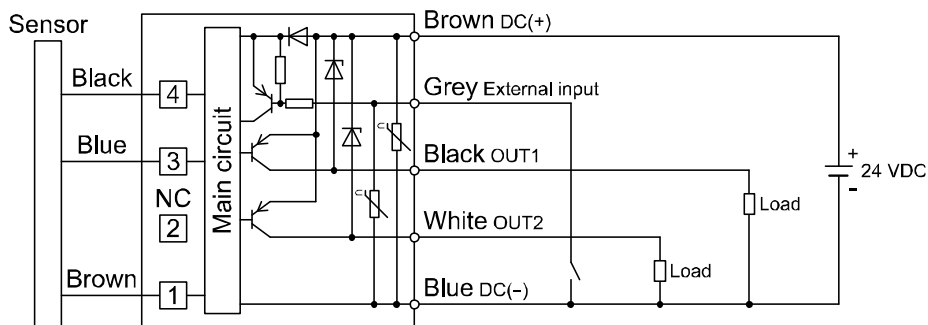 Sensor
Black
4
Blue
3
NC
2
Brown
1
Main circuit
Brown DC(+)
Grey External input
Black OUT1
White OUT2
Blue DC(−)
Load
Load
+
24 VDC
-
U
U